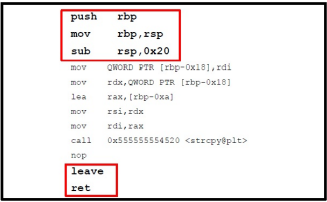 push rbp
mov rbp,rsp
sub rsp,0x20
mov QWORD PTR [rbp-0x18],rdi
mov rdx,QWORD PTR [rbp-0x18]
lea rax,[rbp-0xa]
mov rsi,rdx
mov rdi,rax
call 0x555555554520 <strcpy@plt>
nop
leave
ret